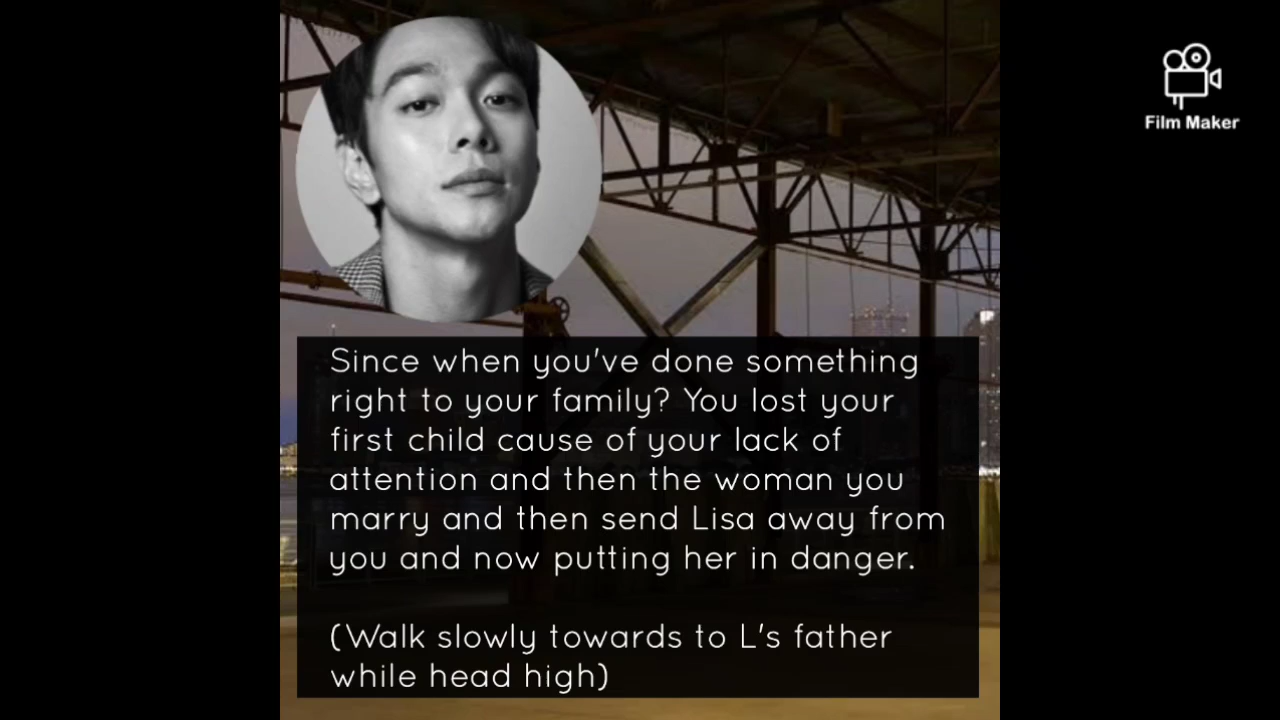 Film Maker
Since when you've done something
right to your family? You lost your
first child cause of your lack of
attention and then the woman you
marry and then send Lisa away from
you and now putting her in danger.
(Walk slowly towards to L's father
while head high)